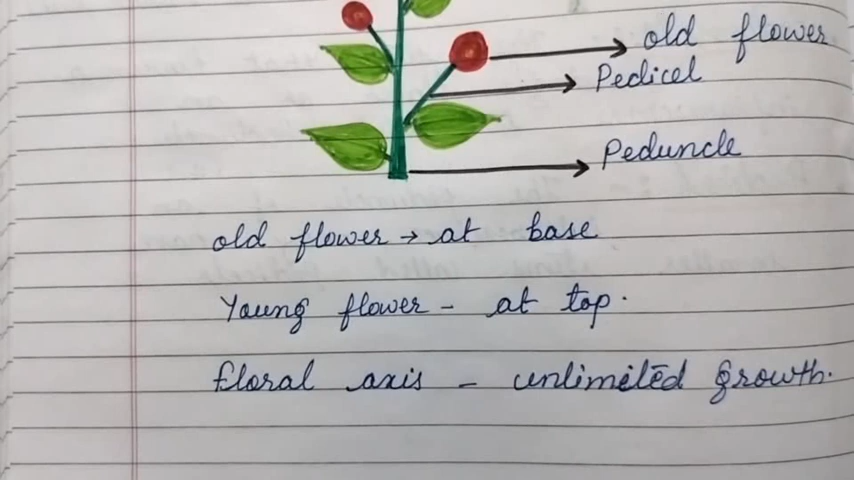 old flower
Pedicel
Peduncle
old flower → at base
Young flower - at top.
floral axis - unlimited growth.